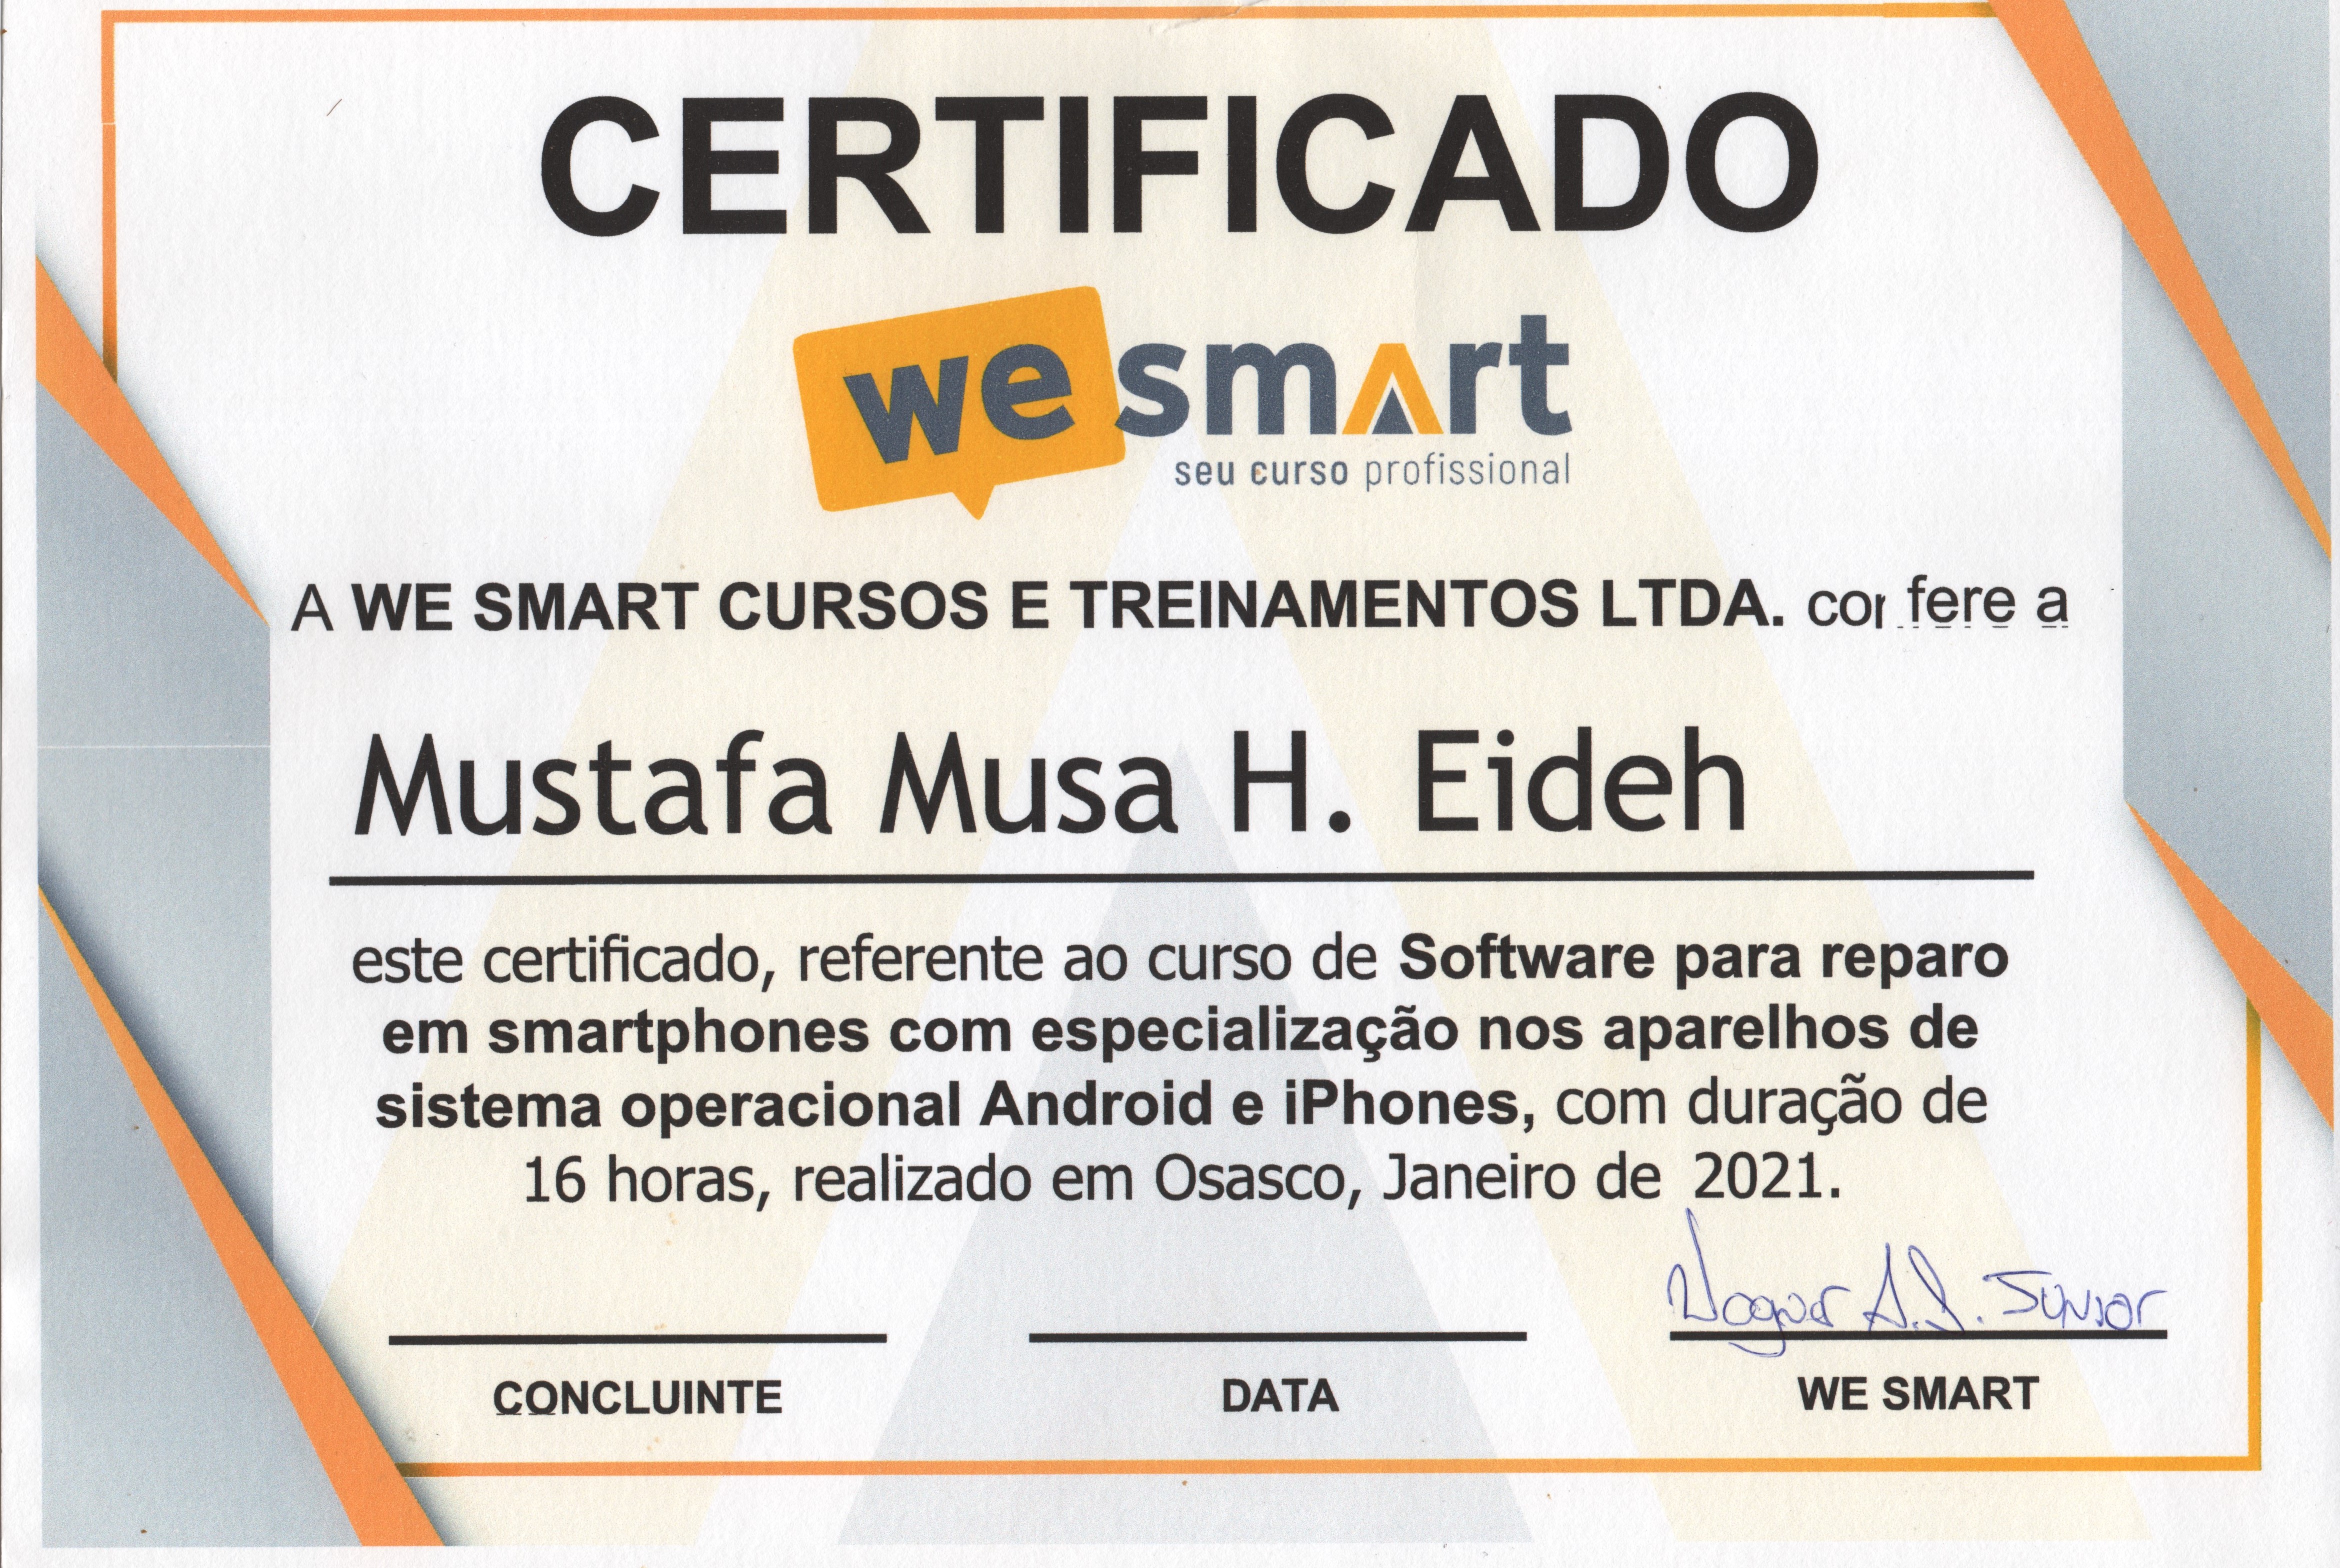 CERTIFICADO
we smart
seu curso profissional
A WE SMART CURSOS E TREINAMENTOS LTDA. confere a
Mustafa Musa H. Eideh
este certificado, referente ao curso de Software para reparo
em smartphones com especialização nos aparelhos de
sistema operacional Android e iPhones, com duração de
16 horas, realizado em Osasco, Janeiro de 2021.
Wagner A.S. Junior
CONCLUINTE
DATA
WE SMART